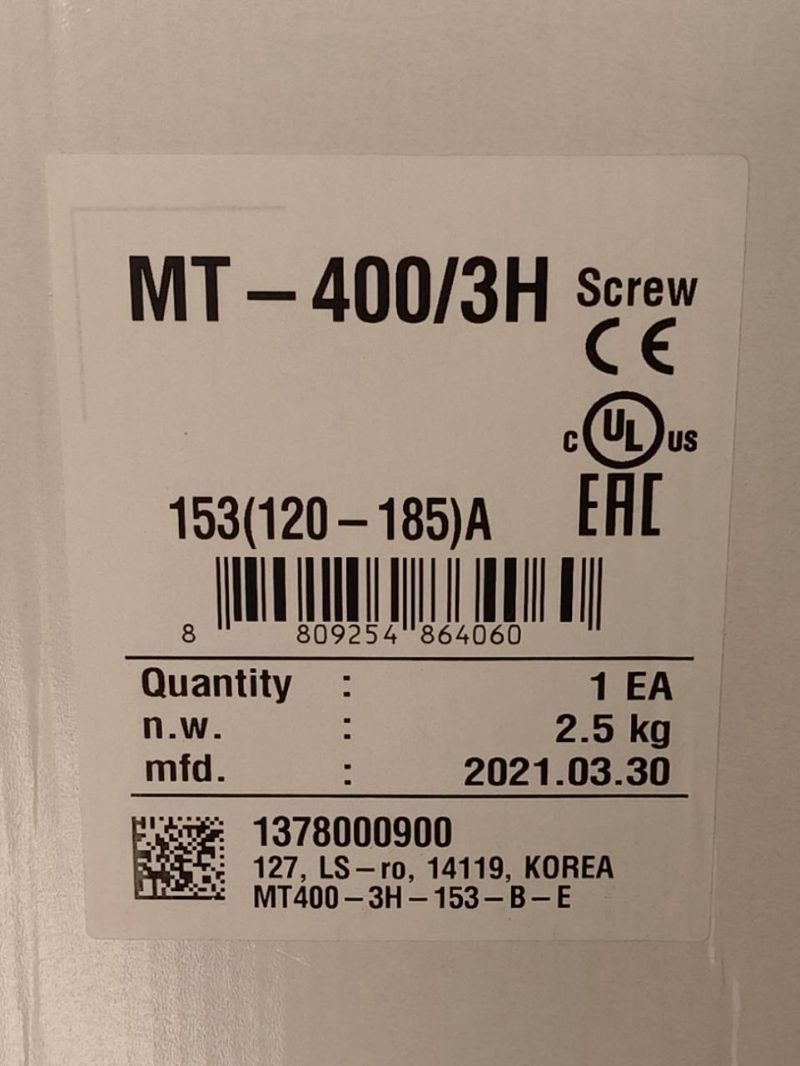 MT-400/3H Screw
CE
c UL us
EAC
153(120-185)A
8 809254 864060
Quantity : 1 EA
n.w. : 2.5 kg
mfd. : 2021.03.30
1378000900
127, LS-ro, 14119, KOREA
MT400-3H-153-B-E